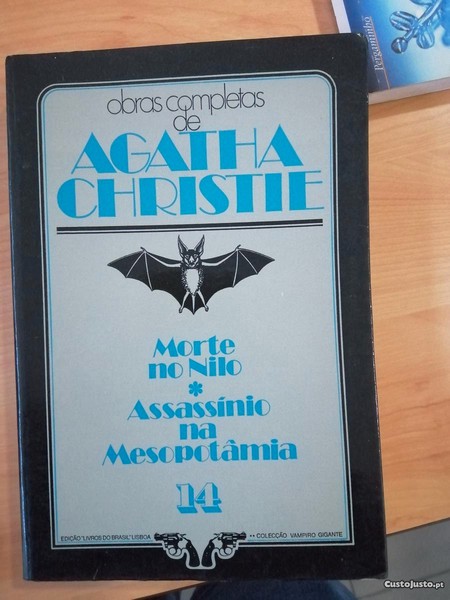 obras completas
de
AGATHA
CHRISTIE
Morte
no Nilo
*
Assassínio
na
Mesopotâmia
14
EDIÇÃO "LIVROS DO BRASIL" LISBOA
** COLECÇÃO VAMPIRO GIGANTE
Pergaminho
CustoJusto.pt